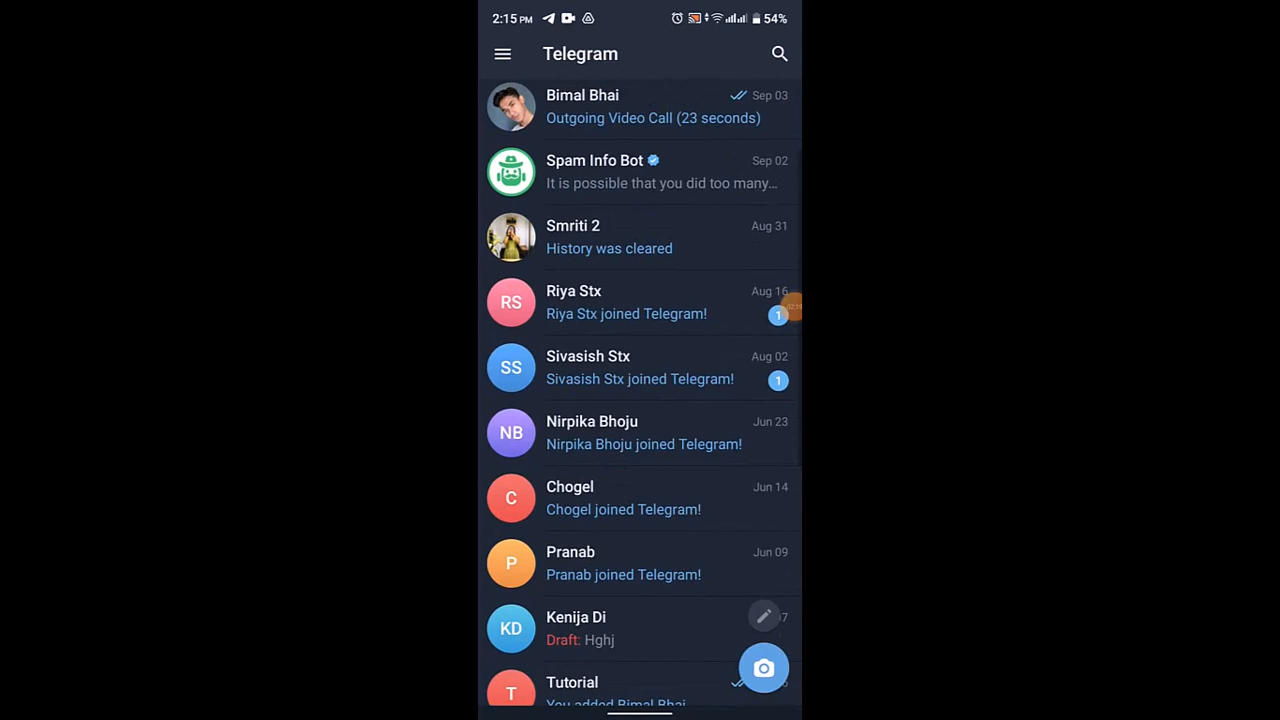 2:15 PM 54%
Telegram
Bimal Bhai Sep 03
Outgoing Video Call (23 seconds)
Spam Info Bot Sep 02
It is possible that you did too many...
Smriti 2 Aug 31
History was cleared
RS Riya Stx Aug 16
Riya Stx joined Telegram! 1
SS Sivasish Stx Aug 02
Sivasish Stx joined Telegram! 1
NB Nirpika Bhoju Jun 23
Nirpika Bhoju joined Telegram!
C Chogel Jun 14
Chogel joined Telegram!
P Pranab Jun 09
Pranab joined Telegram!
KD Kenija Di
Draft: Hghj
T Tutorial
You added Bimal Bhai